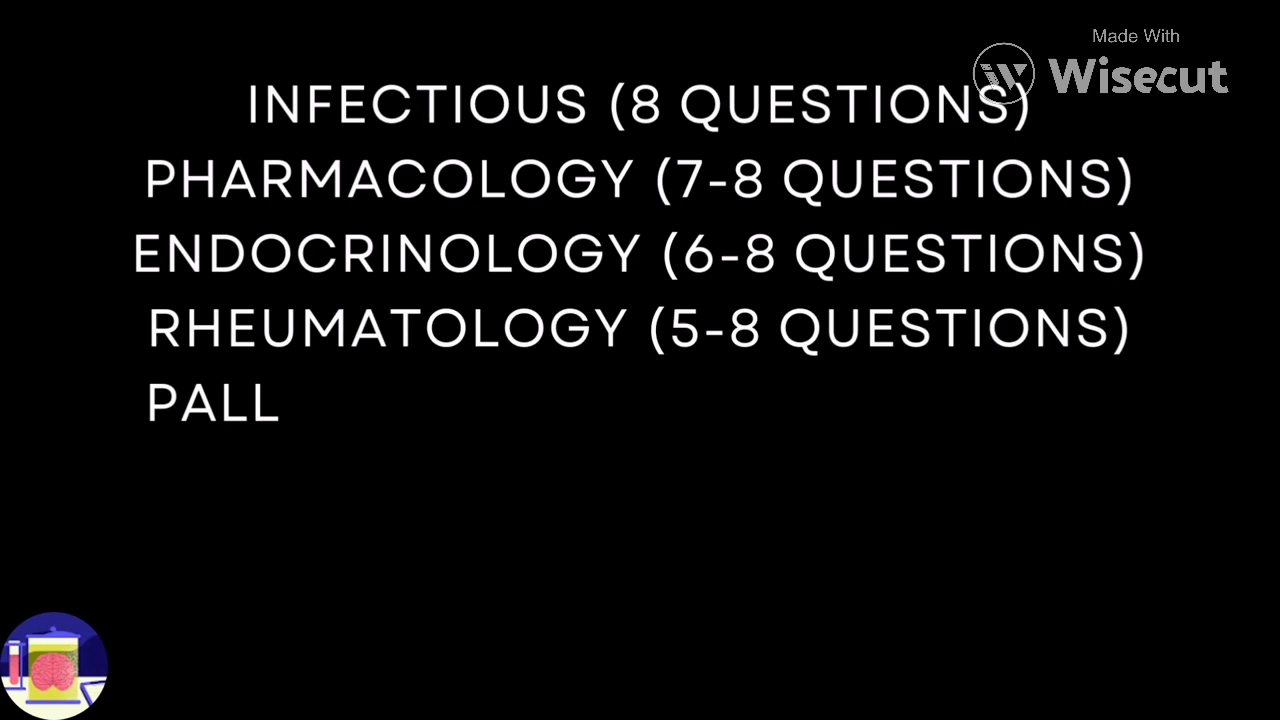 Made With
Wisecut
INFECTIOUS (8 QUESTIONS)
PHARMACOLOGY (7-8 QUESTIONS)
ENDOCRINOLOGY (6-8 QUESTIONS)
RHEUMATOLOGY (5-8 QUESTIONS)
PALL